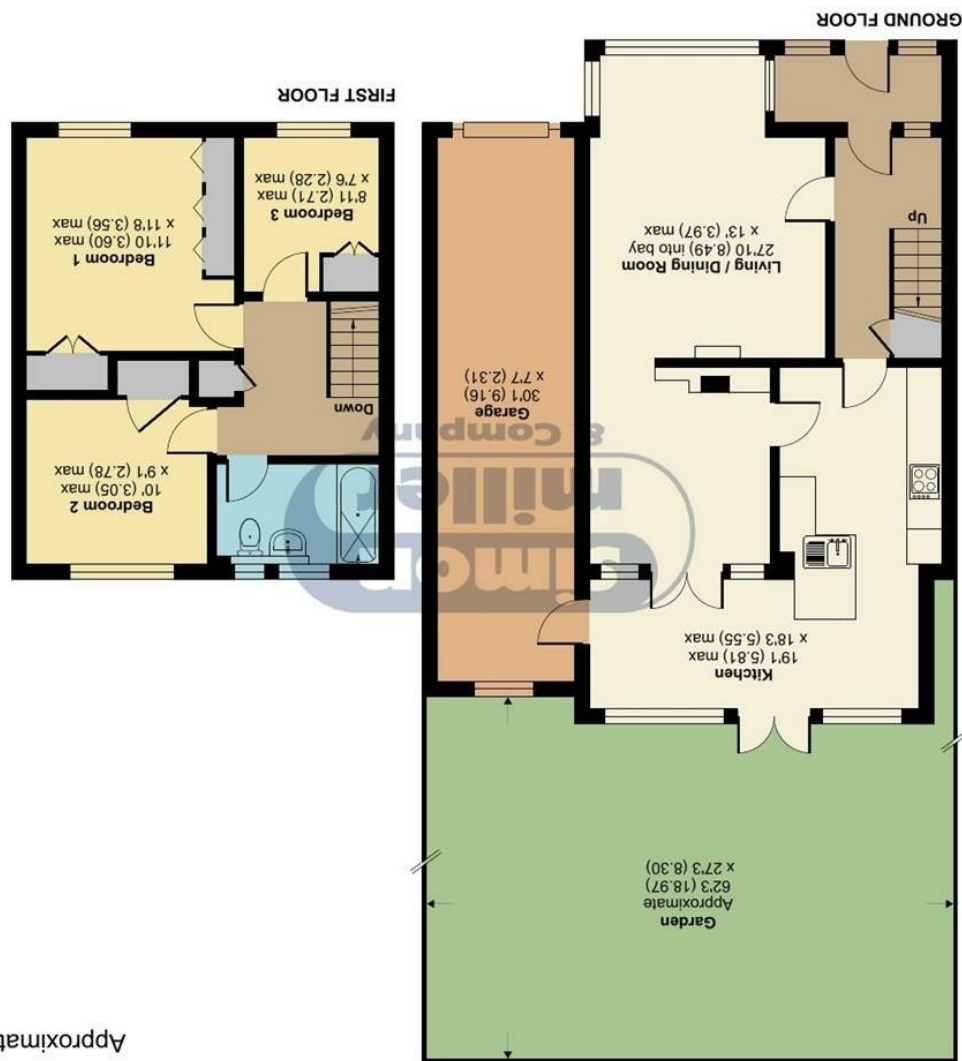 Approximate
Garden
Approximate
62'3 (18.97)
x 27'3 (8.30)
Kitchen
19'1 (5.81) max
x 18'3 (5.55) max
simon
miller
& Company
Garage
30'1 (9.16)
x 7'7 (2.31)
Living / Dining Room
27'10 (8.49) into bay
x 13' (3.97) max
Up
GROUND FLOOR
Bedroom 2
10' (3.05) max
x 9'1 (2.78) max
Down
Bedroom 1
11'10 (3.60) max
x 11'8 (3.56) max
Bedroom 3
8'11 (2.71) max
x 7'6 (2.28) max
FIRST FLOOR